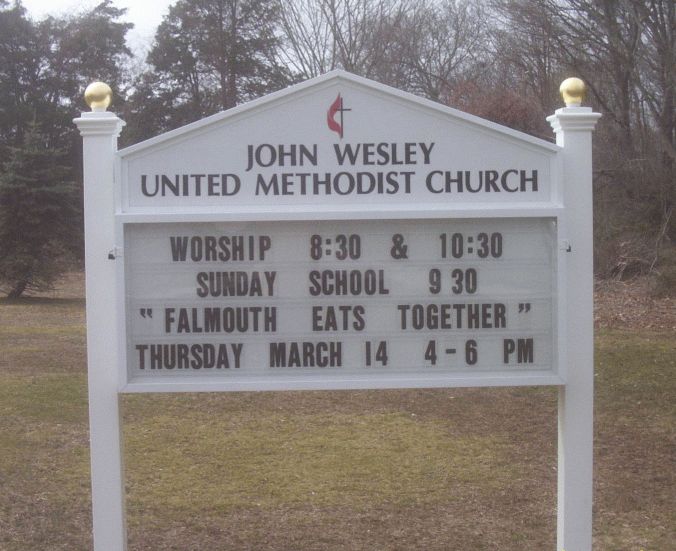 JOHN WESLEY
UNITED METHODIST CHURCH
WORSHIP 8:30 & 10:30
SUNDAY SCHOOL 9 30
" FALMOUTH EATS TOGETHER "
THURSDAY MARCH 14 4-6 PM